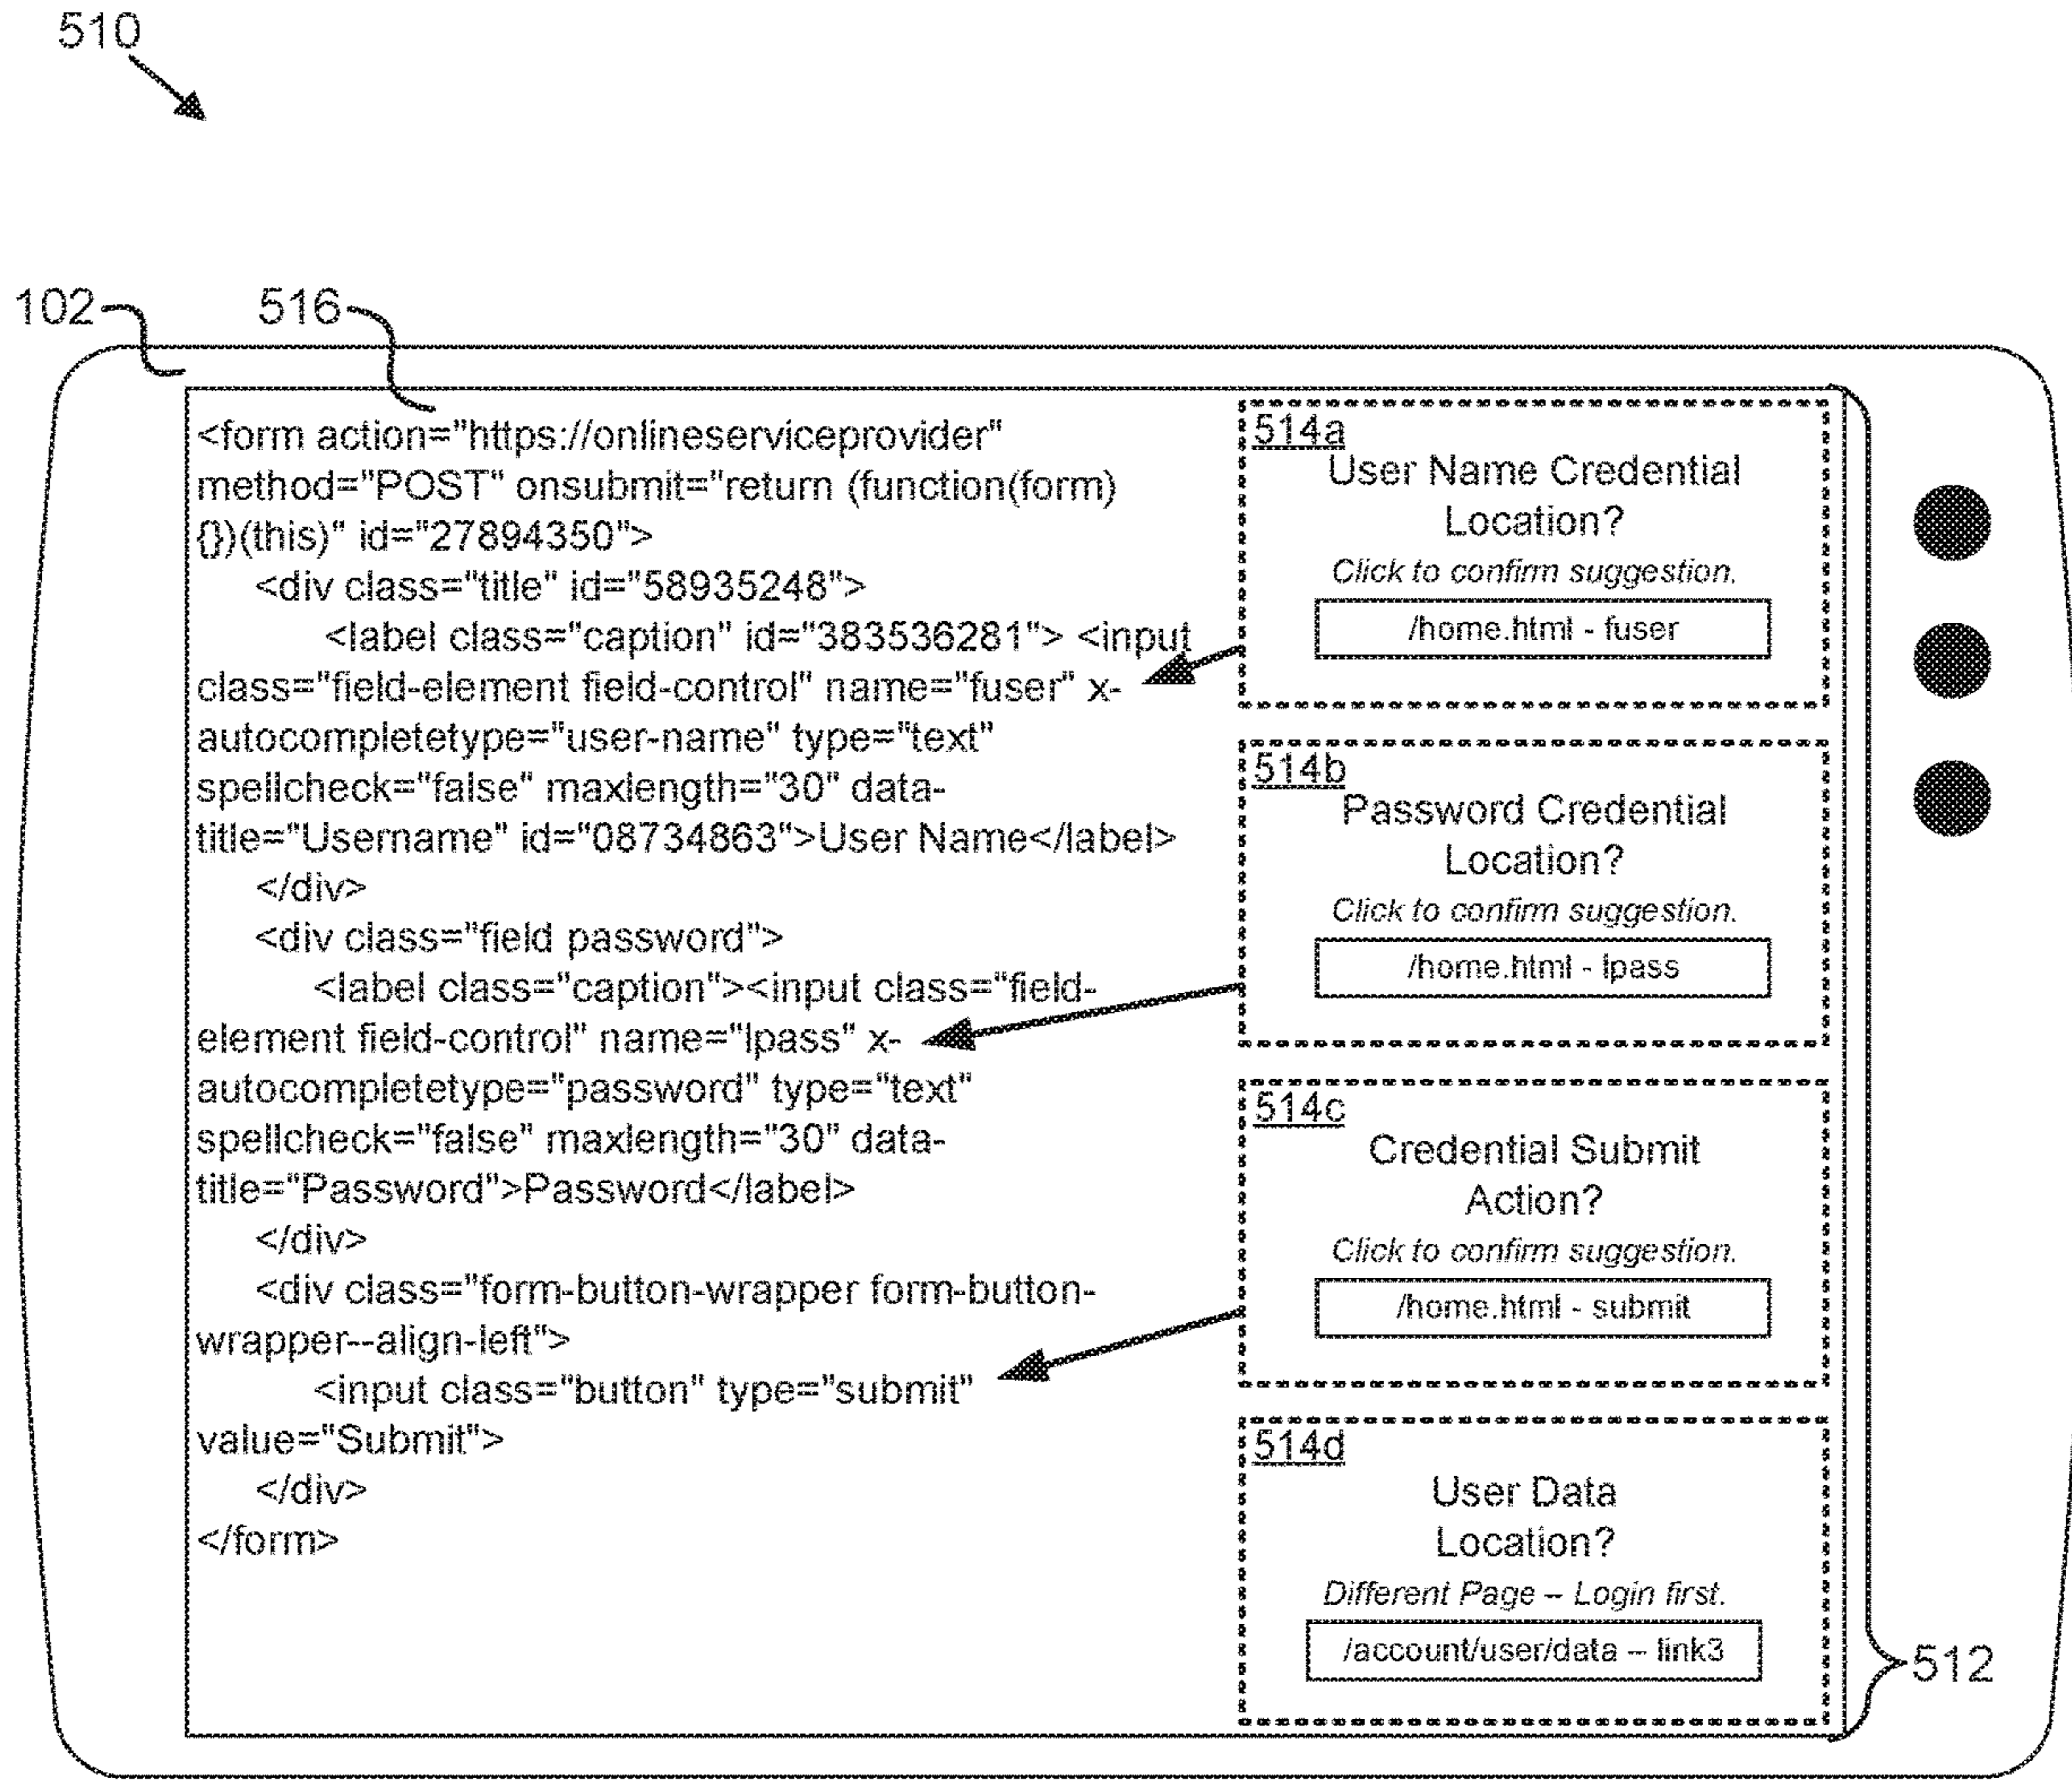 510
102
516
<form action="https://onlineserviceprovider"
method="POST" onsubmit="return (function(form)
{})(this)" id="27894350">
<div class="title" id="58935248">
<label class="caption" id="383536281"> <input
class="field-element field-control" name="fuser" x-
autocompletetype="user-name" type="text"
spellcheck="false" maxlength="30" data-
title="Username" id="08734863">User Name</label>
</div>
<div class="field password">
<label class="caption"><input class="field-
element field-control" name="lpass" x-
autocompletetype="password" type="text"
spellcheck="false" maxlength="30" data-
title="Password">Password</label>
</div>
<div class="form-button-wrapper form-button-
wrapper--align-left">
<input class="button" type="submit"
value="Submit">
</div>
</form>
514a
User Name Credential
Location?
Click to confirm suggestion.
/home.html - fuser
514b
Password Credential
Location?
Click to confirm suggestion.
/home.html - lpass
514c
Credential Submit
Action?
Click to confirm suggestion.
/home.html - submit
514d
User Data
Location?
Different Page – Login first.
/account/user/data – link3
512